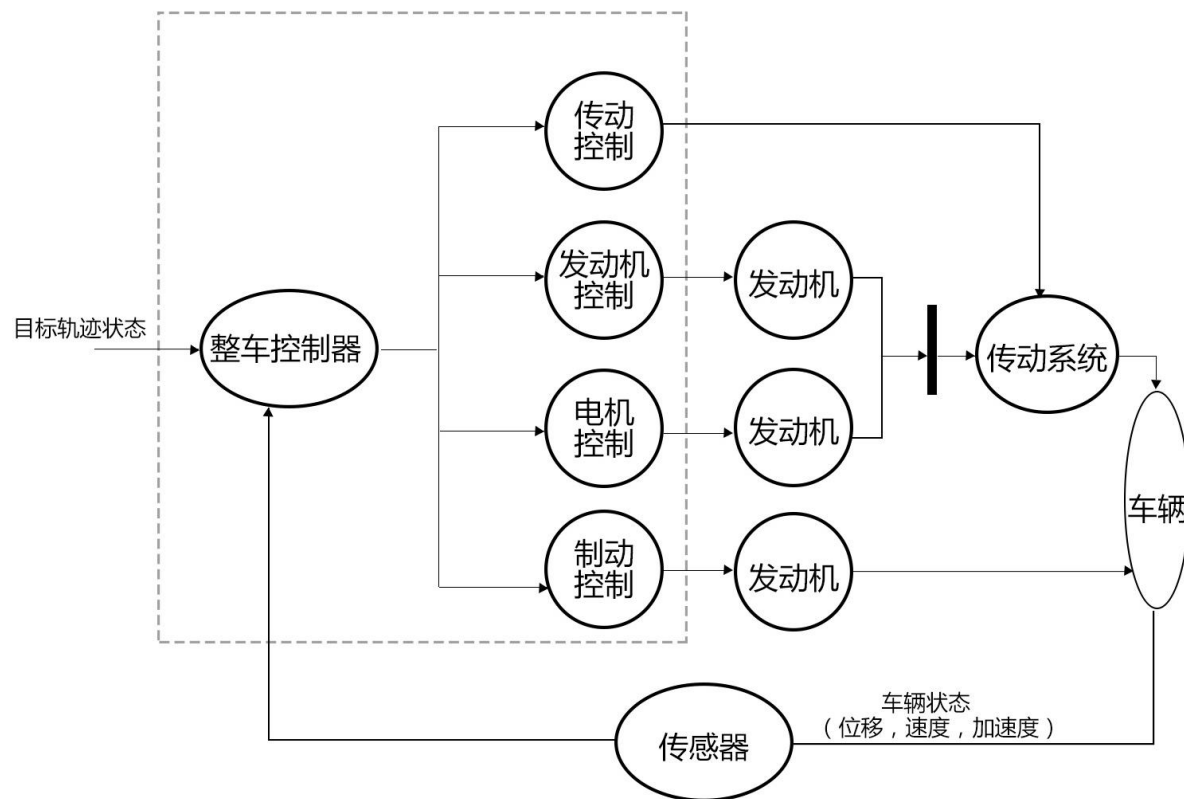 传动
控制
发动机
控制
发动机
目标轨迹状态
整车控制器
传动系统
电机
控制
发动机
车辆
制动
控制
发动机
车辆状态
（位移，速度，加速度）
传感器